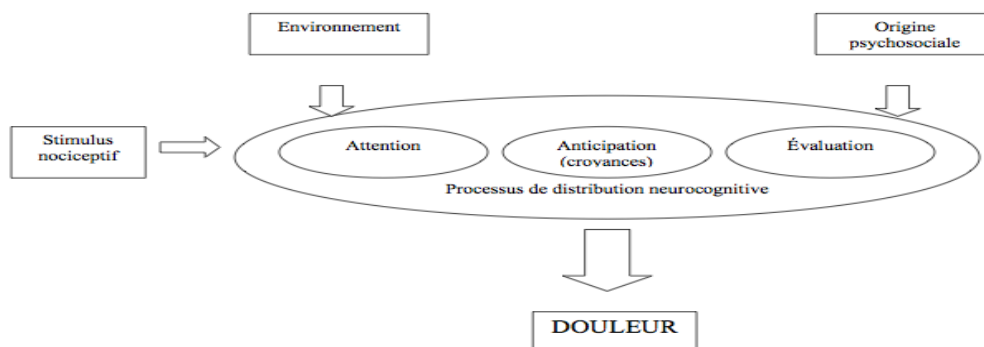 Environnement
Origine
psychosociale
Stimulus
nociceptif
Attention
Anticipation
(croyances)
Évaluation
Processus de distribution neurocognitive
DOULEUR